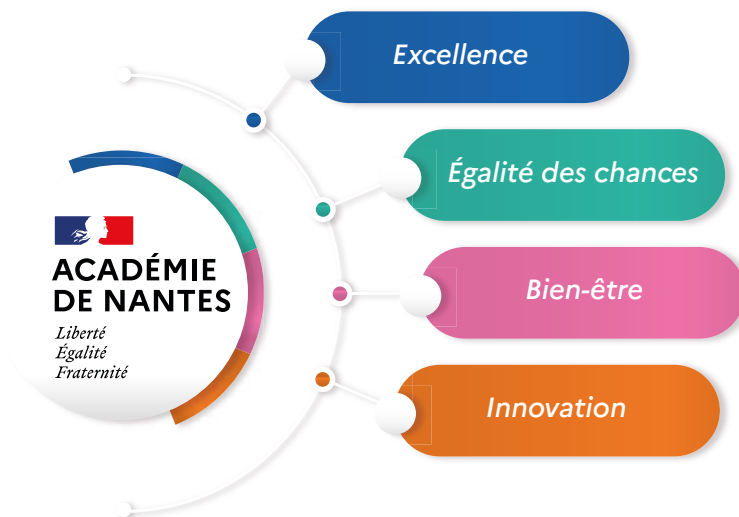 Excellence
Égalité des chances
Bien-être
Innovation
ACADÉMIE
DE NANTES
Liberté
Égalité
Fraternité